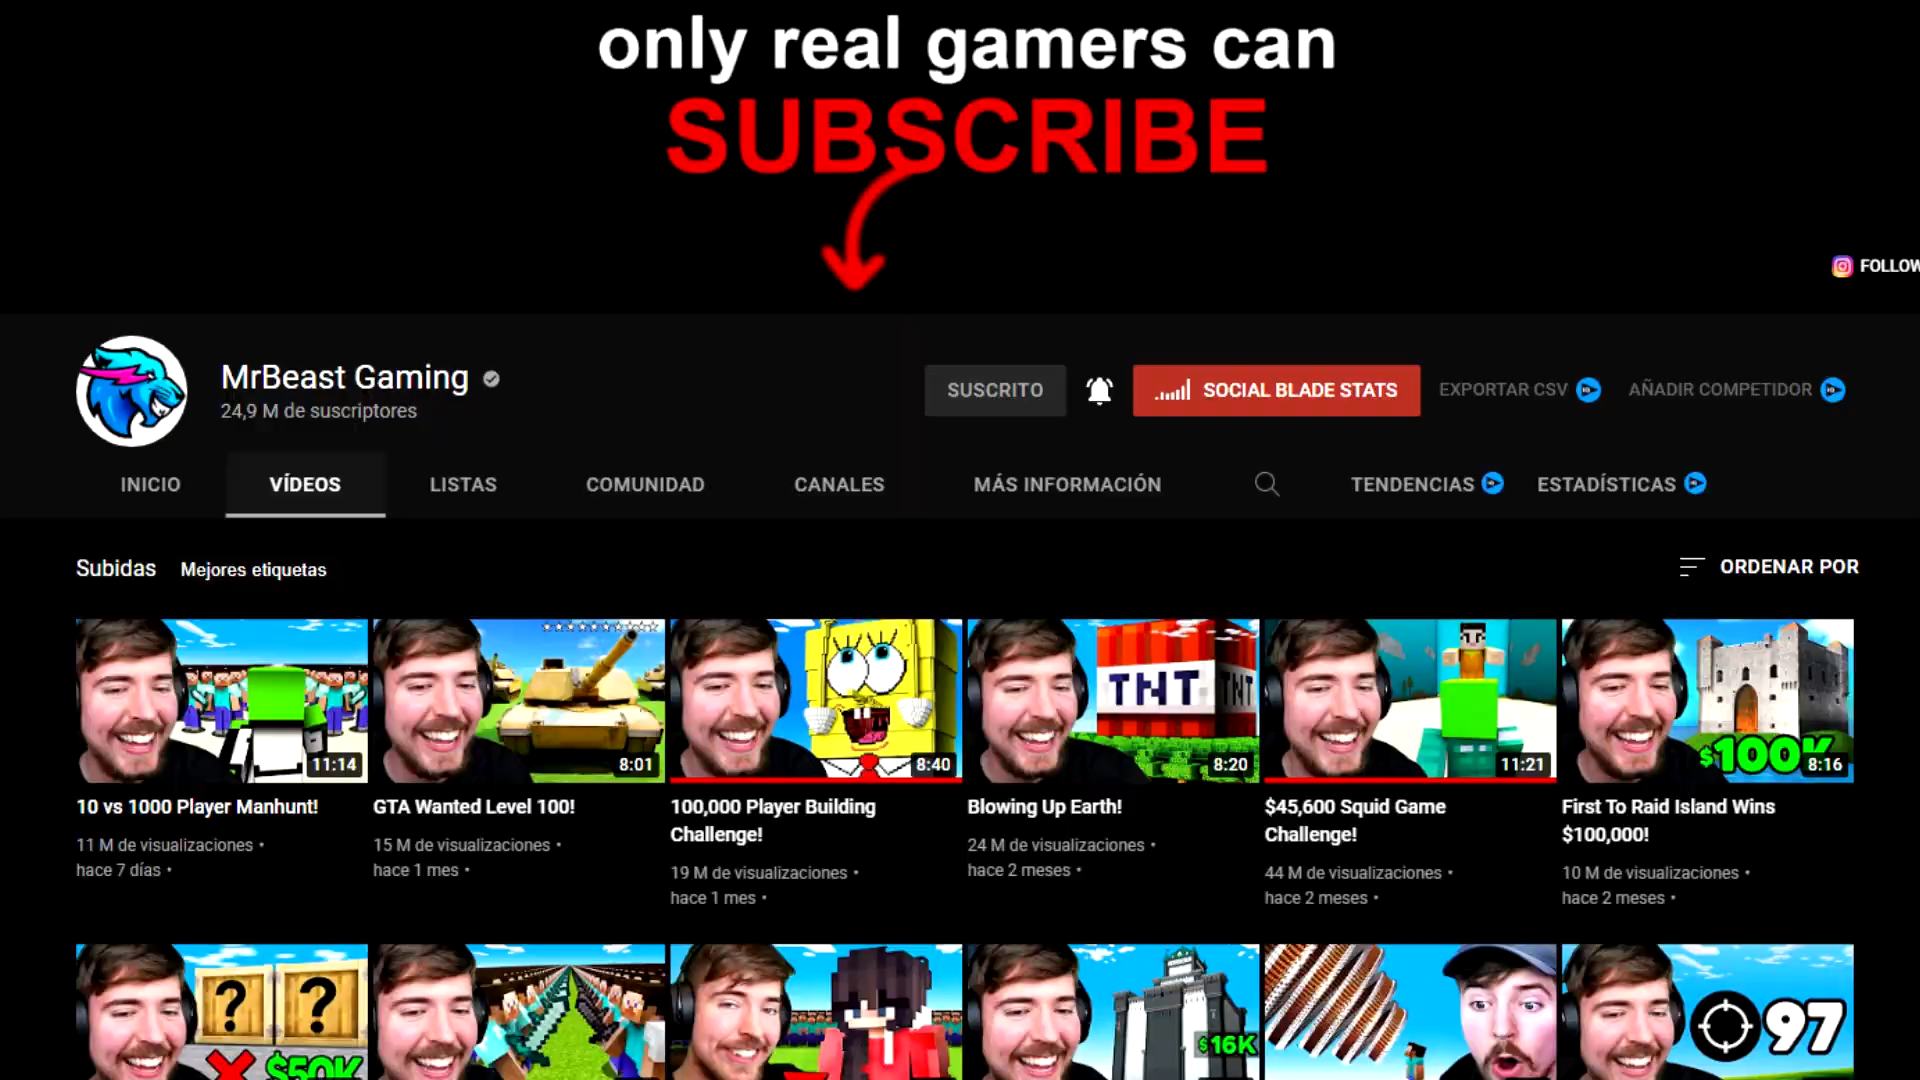 only real gamers can
SUBSCRIBE
FOLLOW
MrBeast Gaming
24,9 M de suscriptores
SUSCRITO
SOCIAL BLADE STATS
EXPORTAR CSV
AÑADIR COMPETIDOR
INICIO
VÍDEOS
LISTAS
COMUNIDAD
CANALES
MÁS INFORMACIÓN
TENDENCIAS
ESTADÍSTICAS
Subidas
Mejores etiquetas
ORDENAR POR
11:14
8:01
8:40
TNT
TNT
8:20
11:21
$100K
8:16
10 vs 1000 Player Manhunt!
11 M de visualizaciones •
hace 7 días •
GTA Wanted Level 100!
15 M de visualizaciones •
hace 1 mes •
100,000 Player Building
Challenge!
19 M de visualizaciones •
hace 1 mes •
Blowing Up Earth!
24 M de visualizaciones •
hace 2 meses •
$45,600 Squid Game
Challenge!
44 M de visualizaciones •
hace 2 meses •
First To Raid Island Wins
$100,000!
10 M de visualizaciones •
hace 2 meses •
? ?
$50K
$16K
97